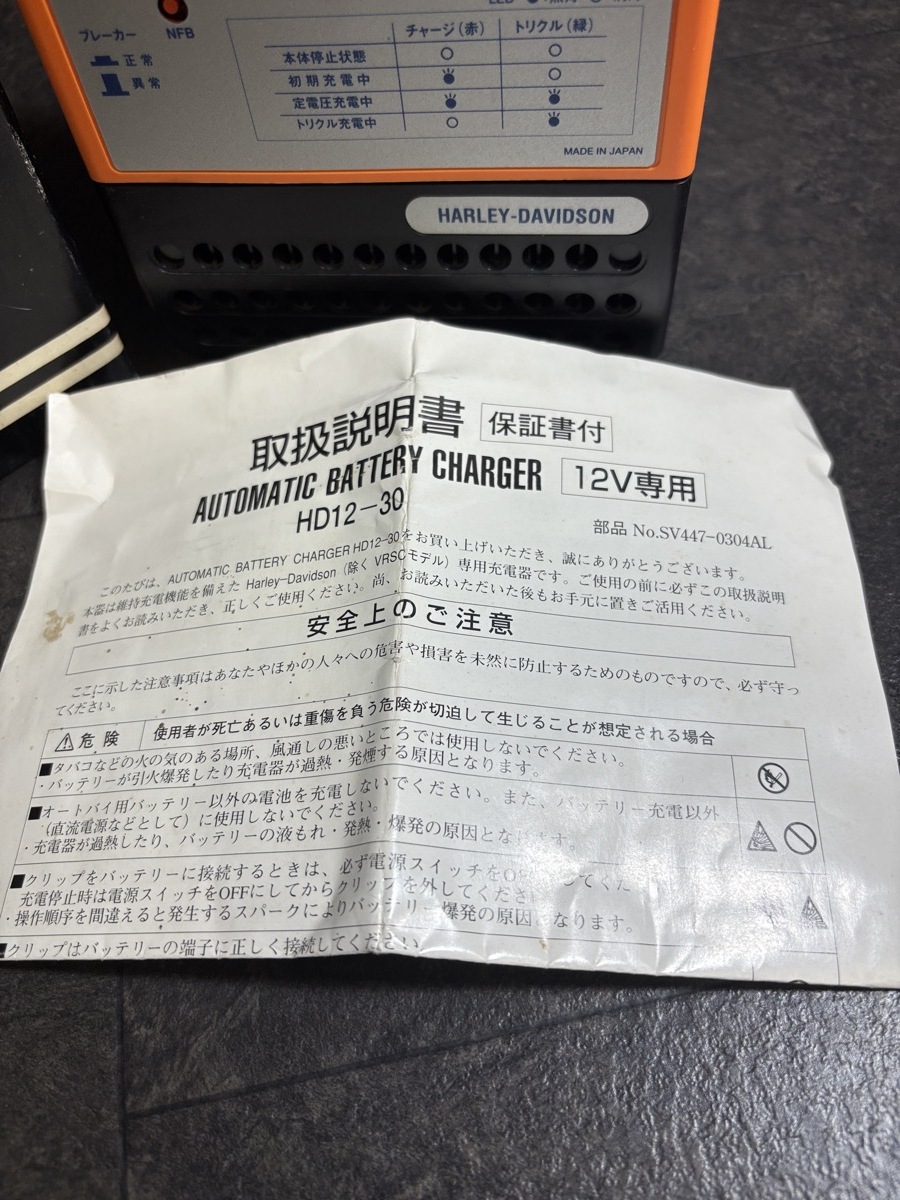 LED
ブレーカー
NFB
正常
異常
チャージ(赤) トリクル(緑)
本体停止状態 ○ ○
初期充電中 ○
定電圧充電中
トリクル充電中 ○
MADE IN JAPAN
HARLEY-DAVIDSON
取扱説明書 保証書付
AUTOMATIC BATTERY CHARGER 12V専用
HD12-30
部品 No.SV447-0304AL
このたびは、AUTOMATIC BATTERY CHARGER HD12-30をお買い上げいただき、誠にありがとうございます。
本器は維持充電機能を備えた Harley-Davidson (除く VRSCモデル) 専用充電器です。ご使用の前に必ずこの取扱説明
書をよくお読みいただき、正しくご使用ください。尚、お読みいただいた後もお手元に置きご活用ください。
安全上のご注意
ここに示した注意事項はあなたやほかの人々への危害や損害を未然に防止するためのものですので、必ず守っ
てください。
危険 使用者が死亡あるいは重傷を負う危険が切迫して生じることが想定される場合
■タバコなどの火の気のある場所、風通しの悪いところでは使用しないでください。
・バッテリーが引火爆発したり充電器が過熱・発煙する原因となります。
■オートバイ用バッテリー以外の電池を充電しないでください。また、バッテリー充電以外
(直流電源などとして)に使用しないでください。
・充電器が過熱したり、バッテリーの液もれ・発熱・爆発の原因となります。
■クリップをバッテリーに接続するときは、必ず電源スイッチをO してくだ
充電停止時は電源スイッチをOFFにしてからクリップを外してください。
・操作順序を間違えると発生するスパークによりバッテリー爆発の原因となります。
■クリップはバッテリーの端子に正しく接続してください。